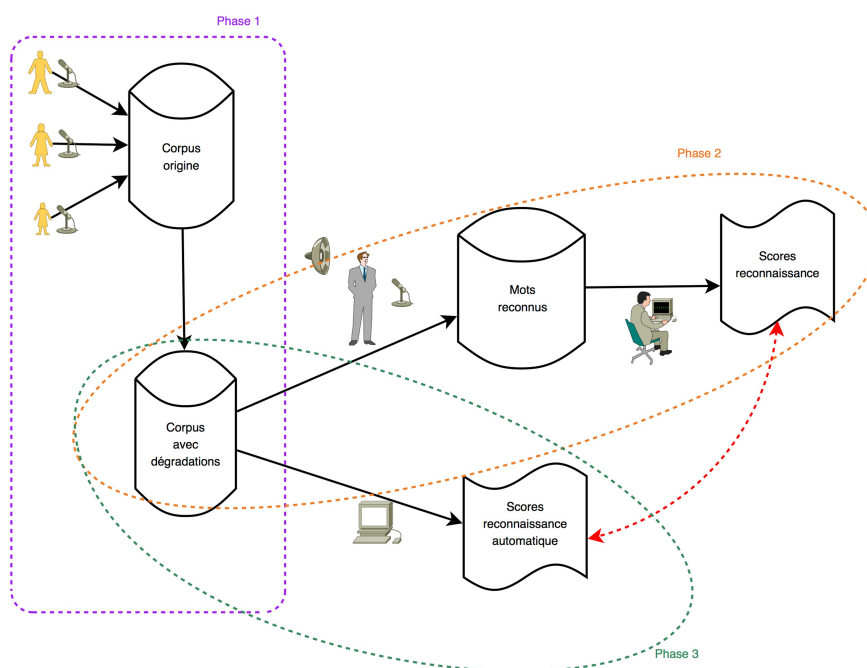 Phase 1
Corpus
origine
Phase 2
Scores
reconnaissance
Mots
reconnus
Corpus
avec
dégradations
Scores
reconnaissance
automatique
Phase 3